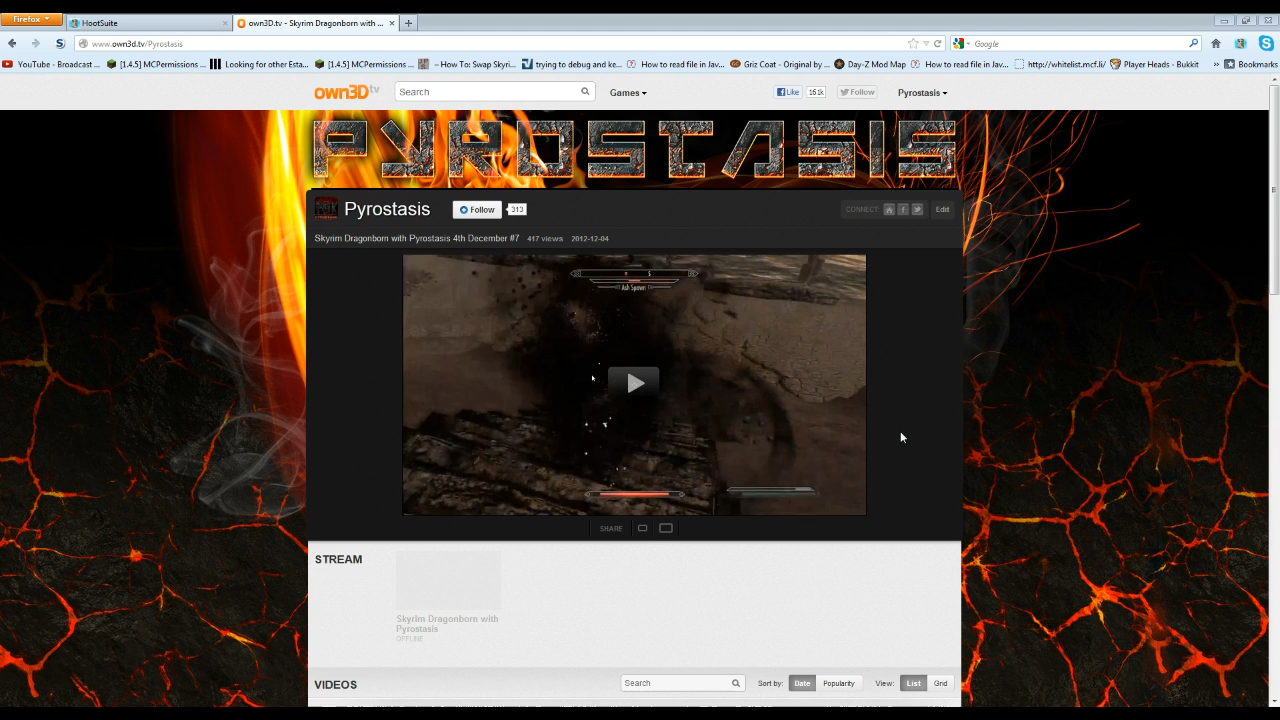 Firefox
HootSuite
own3D.tv - Skyrim Dragonborn with ...
www.own3d.tv/Pyrostasis
Google
YouTube - Broadcast ...
[1.4.5] MCPermissions ...
Looking for other Esta...
[1.4.5] MCPermissions ...
~ How To: Swap Skyri...
trying to debug and ke...
How to read file in Jav...
Griz Coat - Original by ...
Day-Z Mod Map
How to read file in Jav...
http://whitelist.mcf.li/
Player Heads - Bukkit
»
Bookmarks
own3D tv
Search
Games
Like
161k
Follow
Pyrostasis
PYROSTASIS
Pyrostasis
Follow
313
CONNECT:
Edit
Skyrim Dragonborn with Pyrostasis 4th December #7 417 views 2012-12-04
S
Ash Spawn
SHARE
STREAM
Skyrim Dragonborn with
Pyrostasis
OFFLINE
VIDEOS
Search
Sort by: Date Popularity
View: List Grid